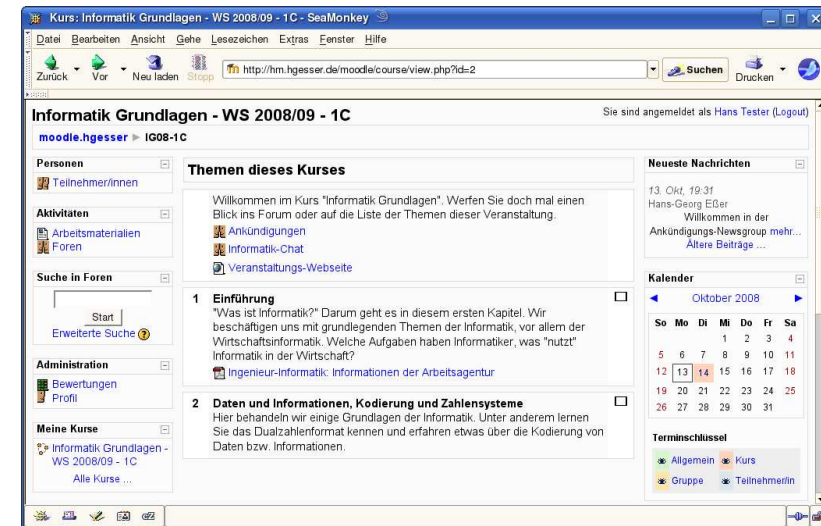 Kurs: Informatik Grundlagen - WS 2008/09 - 1C - SeaMonkey
Datei Bearbeiten Ansicht Gehe Lesezeichen Extras Fenster Hilfe
Zurück Vor Neu laden Stopp http://hm.hgesser.de/moodle/course/view.php?id=2 Suchen Drucken
Informatik Grundlagen - WS 2008/09 - 1C
Sie sind angemeldet als Hans Tester (Logout)
moodle.hgesser ► IG08-1C
Personen
Teilnehmer/innen
Aktivitäten
Arbeitsmaterialien
Foren
Suche in Foren
Start
Erweiterte Suche ?
Administration
Bewertungen
Profil
Meine Kurse
Informatik Grundlagen -
WS 2008/09 - 1C
Alle Kurse ...
Themen dieses Kurses
Willkommen im Kurs "Informatik Grundlagen". Werfen Sie doch mal einen
Blick ins Forum oder auf die Liste der Themen dieser Veranstaltung.
Ankündigungen
Informatik-Chat
Veranstaltungs-Webseite
1 Einführung
"Was ist Informatik?" Darum geht es in diesem ersten Kapitel. Wir
beschäftigen uns mit grundlegenden Themen der Informatik, vor allem der
Wirtschaftsinformatik. Welche Aufgaben haben Informatiker, was "nutzt"
Informatik in der Wirtschaft?
Ingenieur-Informatik: Informationen der Arbeitsagentur
2 Daten und Informationen, Kodierung und Zahlensysteme
Hier behandeln wir einige Grundlagen der Informatik. Unter anderem lernen
Sie das Dualzahlenformat kennen und erfahren etwas über die Kodierung von
Daten bzw. Informationen.
Neueste Nachrichten
13. Okt, 19:31
Hans-Georg Eßer
Willkommen in der
Ankündigungs-Newsgroup mehr...
Ältere Beiträge ...
Kalender
◄ Oktober 2008 ►
So Mo Di Mi Do Fr Sa
1 2 3 4
5 6 7 8 9 10 11
12 13 14 15 16 17 18
19 20 21 22 23 24 25
26 27 28 29 30 31
Terminschlüssel
Allgemein Kurs
Gruppe Teilnehmer/in